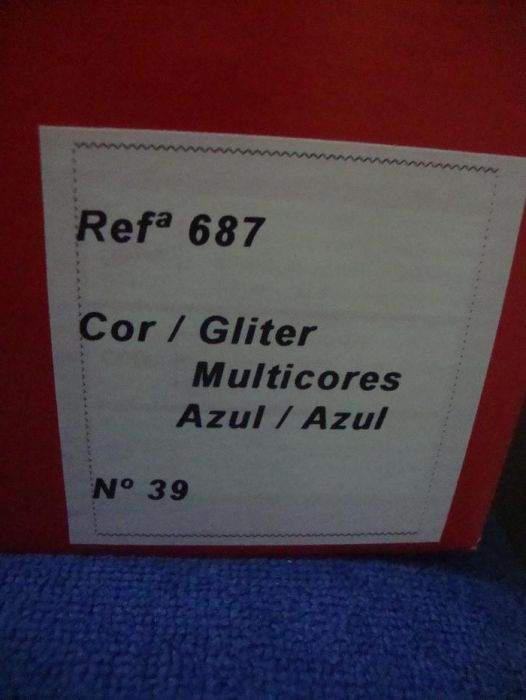 Refª 687
Cor / Gliter
Multicores
Azul / Azul
Nº 39